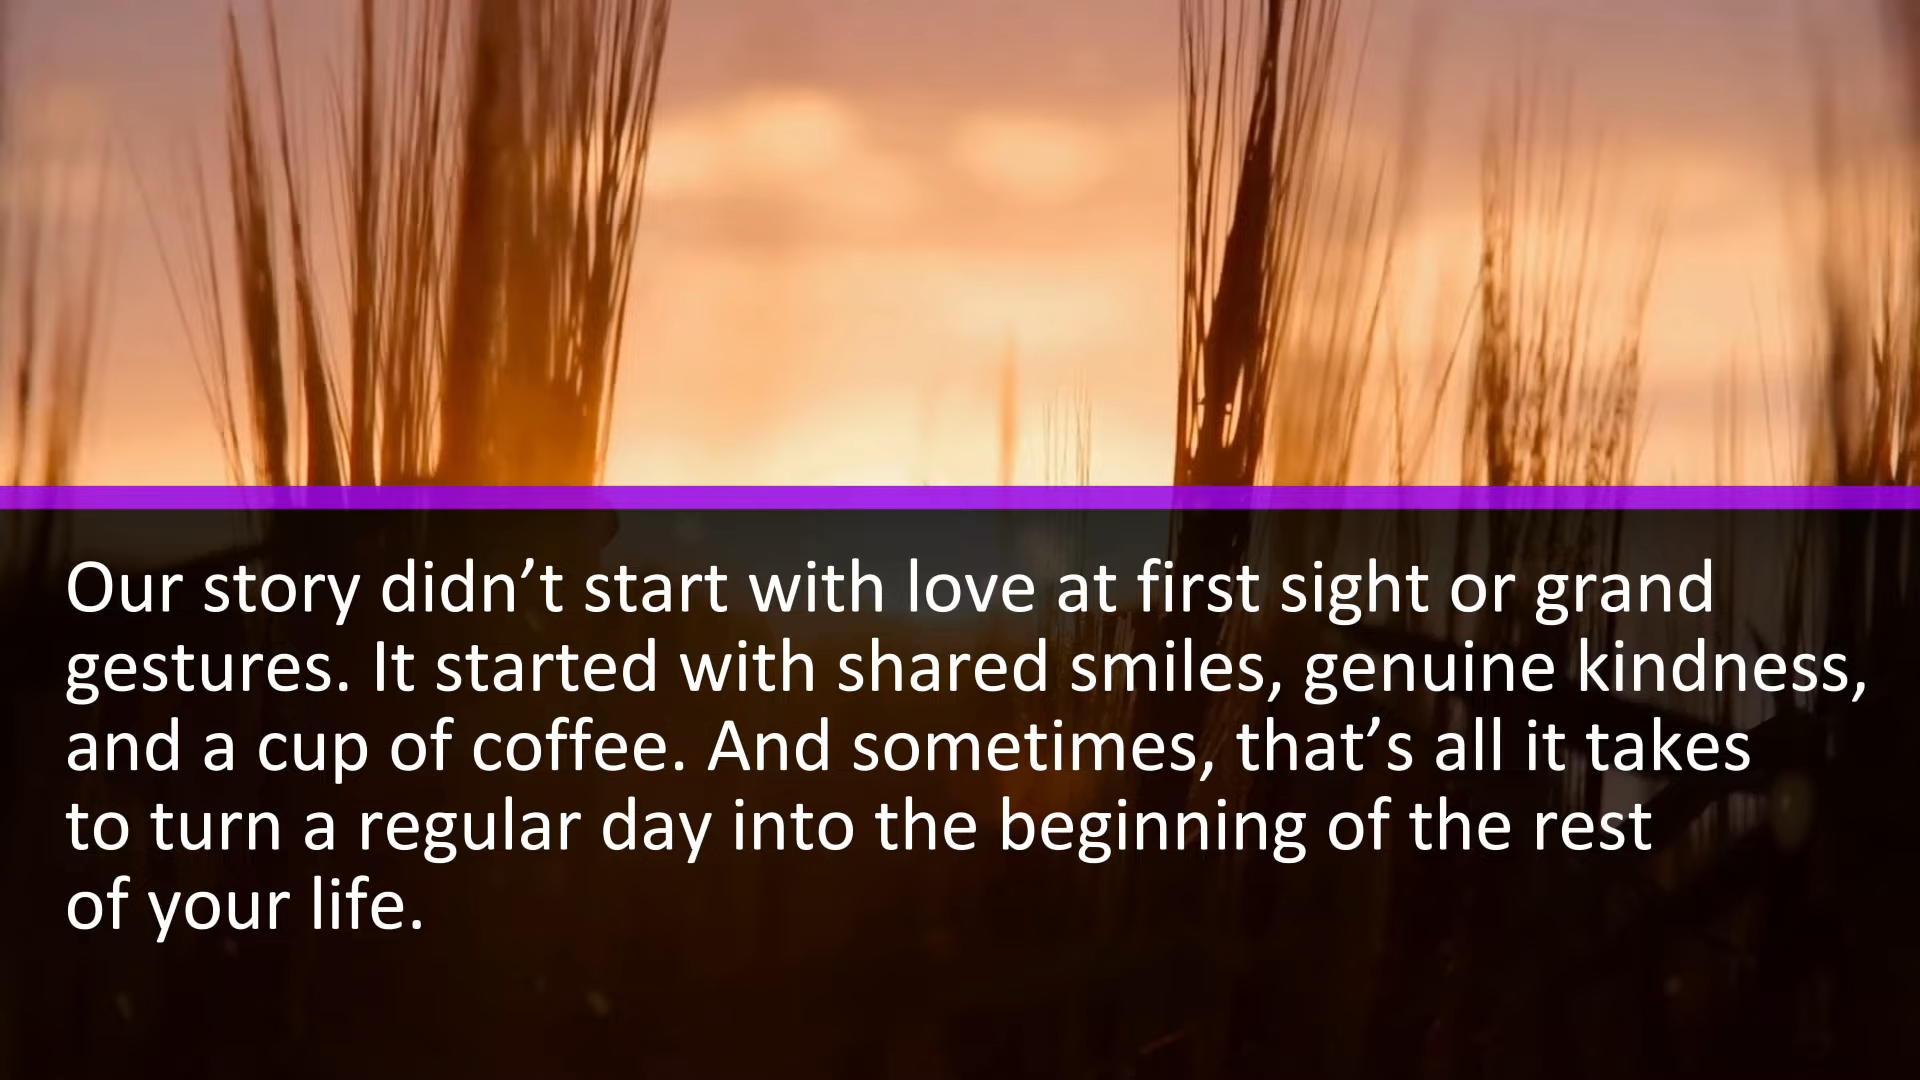 Our story didn’t start with love at first sight or grand
gestures. It started with shared smiles, genuine kindness,
and a cup of coffee. And sometimes, that’s all it takes
to turn a regular day into the beginning of the rest
of your life.